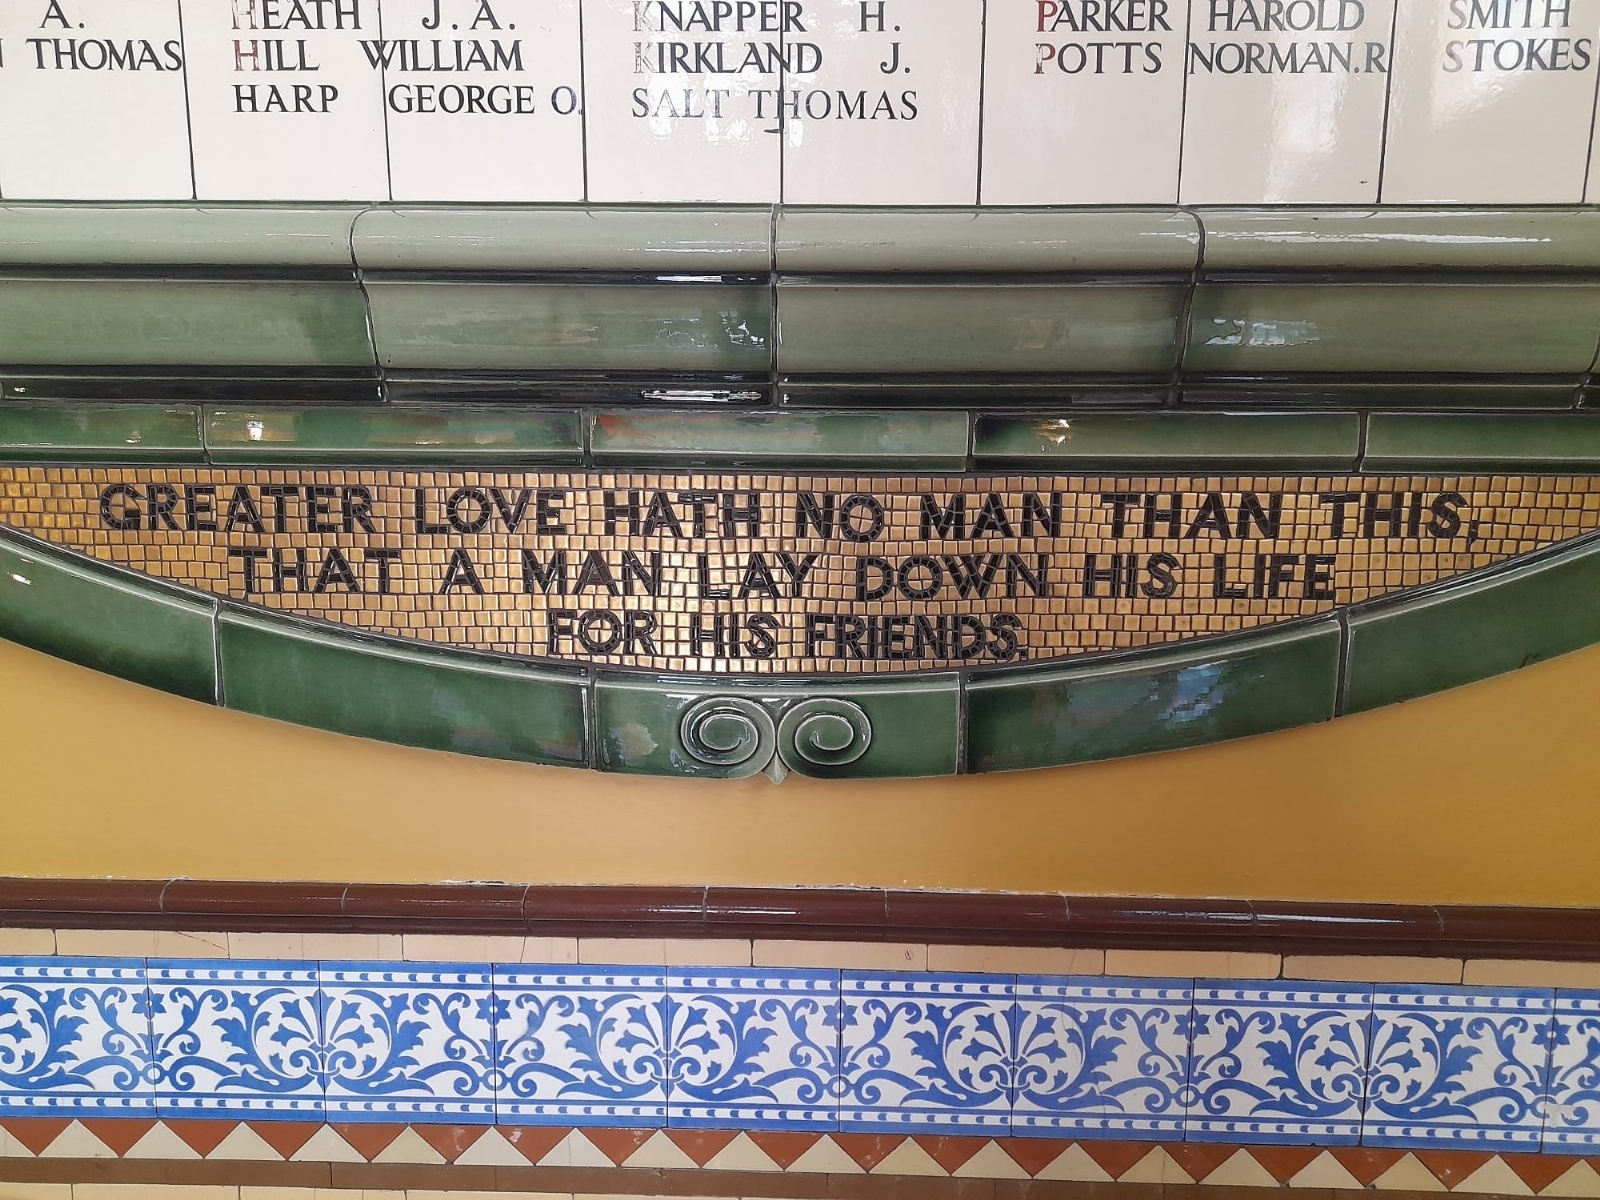 A. HEATH J. A. KNAPPER H. PARKER HAROLD SMITH
THOMAS HILL WILLIAM KIRKLAND J. POTTS NORMAN.R STOKES
HARP GEORGE O. SALT THOMAS
GREATER LOVE HATH NO MAN THAN THIS,
THAT A MAN LAY DOWN HIS LIFE
FOR HIS FRIENDS.